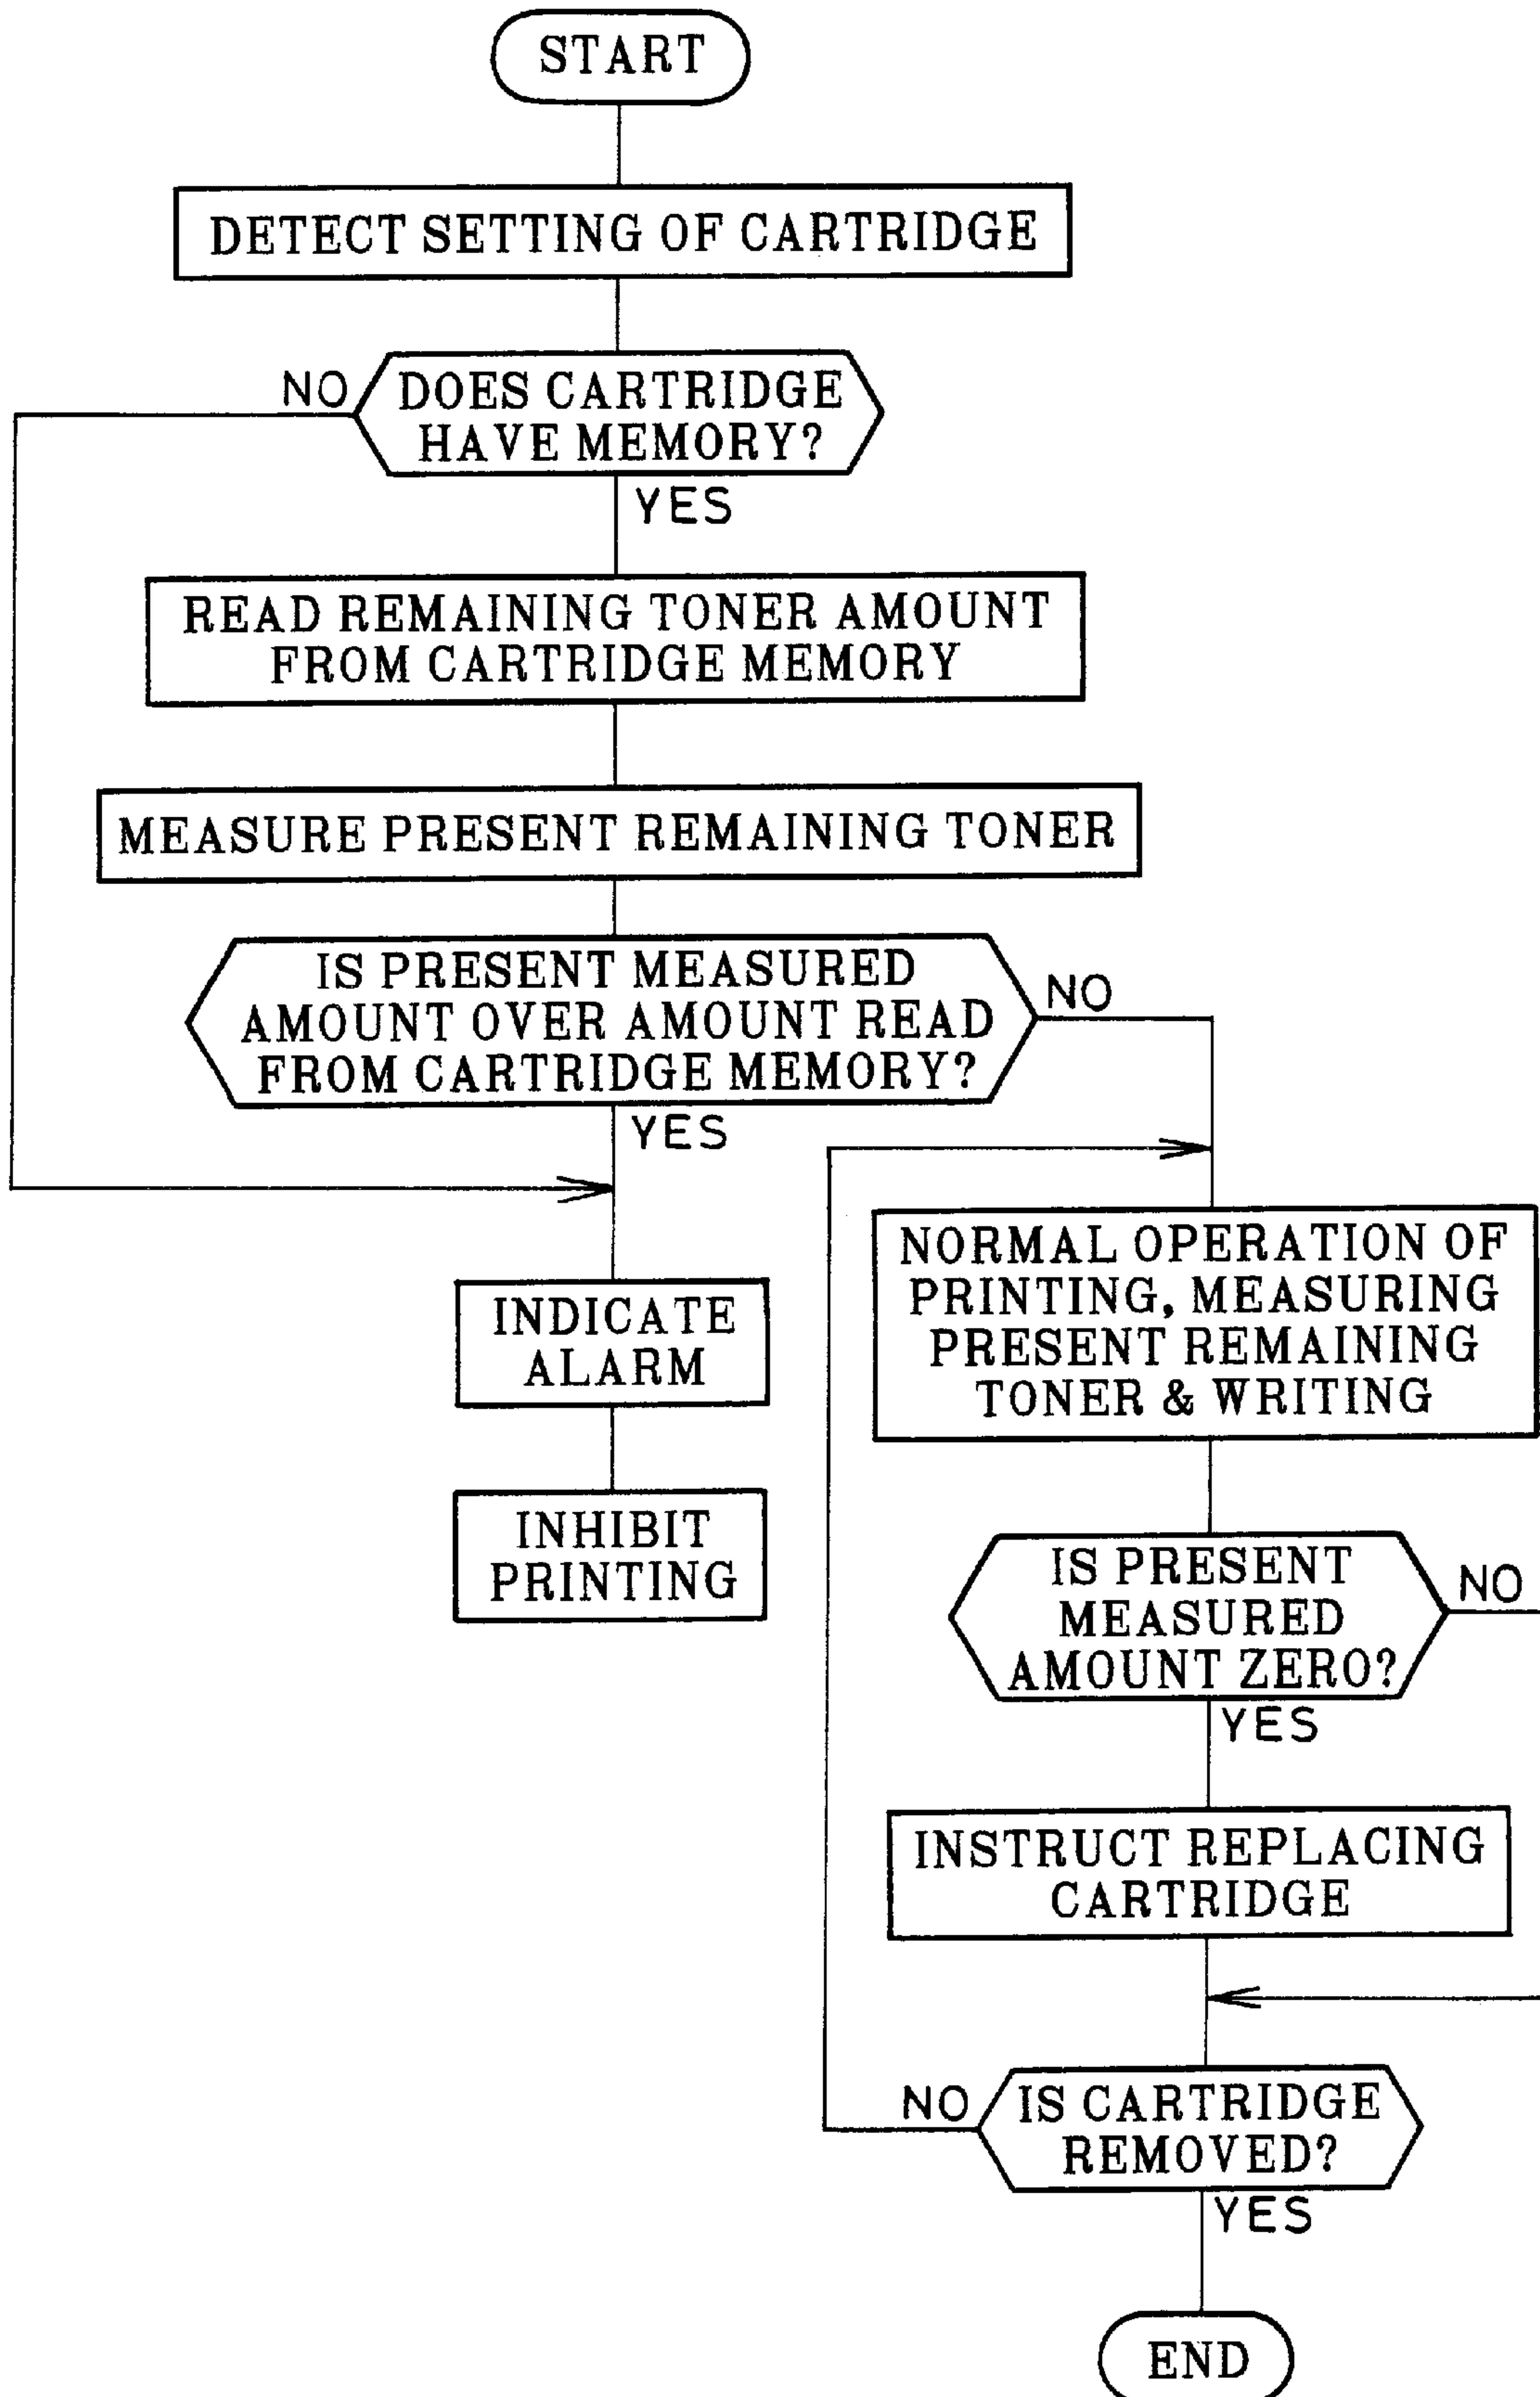 START
DETECT SETTING OF CARTRIDGE
NO
DOES CARTRIDGE
HAVE MEMORY?
YES
READ REMAINING TONER AMOUNT
FROM CARTRIDGE MEMORY
MEASURE PRESENT REMAINING TONER
IS PRESENT MEASURED
AMOUNT OVER AMOUNT READ
FROM CARTRIDGE MEMORY?
NO
YES
INDICATE
ALARM
INHIBIT
PRINTING
NORMAL OPERATION OF
PRINTING, MEASURING
PRESENT REMAINING
TONER & WRITING
IS PRESENT
MEASURED
AMOUNT ZERO?
NO
YES
INSTRUCT REPLACING
CARTRIDGE
NO
IS CARTRIDGE
REMOVED?
YES
END